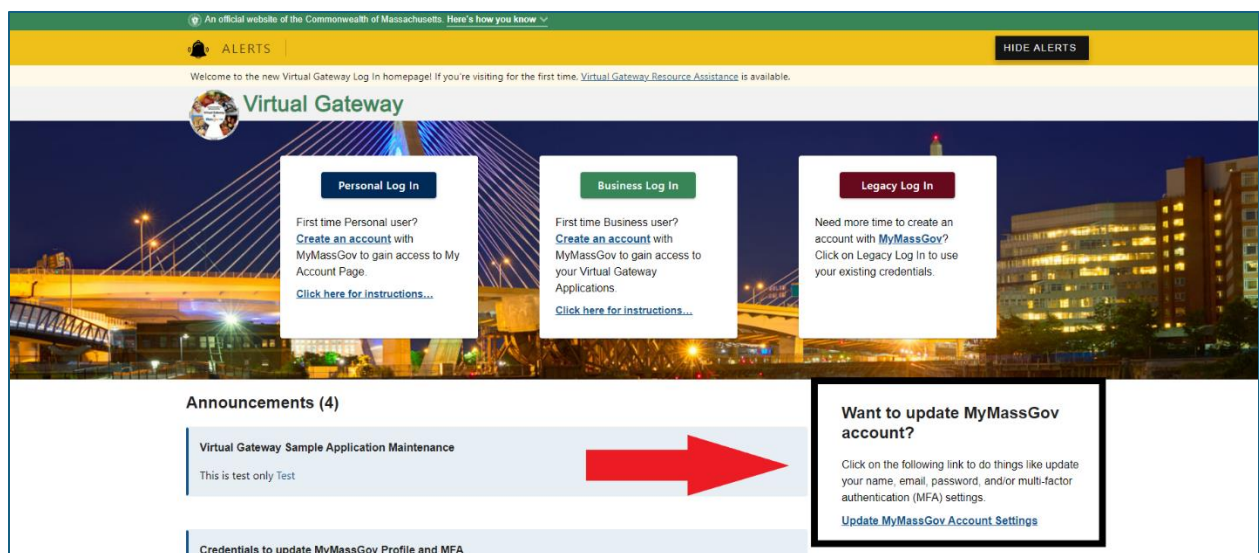 An official website of the Commonwealth of Massachusetts. Here's how you know
ALERTS
HIDE ALERTS
Welcome to the new Virtual Gateway Log In homepage! If you're visiting for the first time, Virtual Gateway Resource Assistance is available.
Virtual Gateway
Personal Log In
First time Personal user?
Create an account with
MyMassGov to gain access to My
Account Page.
Click here for instructions...
Business Log In
First time Business user?
Create an account with
MyMassGov to gain access to
your Virtual Gateway
Applications.
Click here for instructions...
Legacy Log In
Need more time to create an
account with MyMassGov?
Click on Legacy Log In to use
your existing credentials.
Announcements (4)
Virtual Gateway Sample Application Maintenance
This is test only Test
Credentials to update MyMassGov Profile and MFA
Want to update MyMassGov
account?
Click on the following link to do things like update
your name, email, password, and/or multi-factor
authentication (MFA) settings.
Update MyMassGov Account Settings